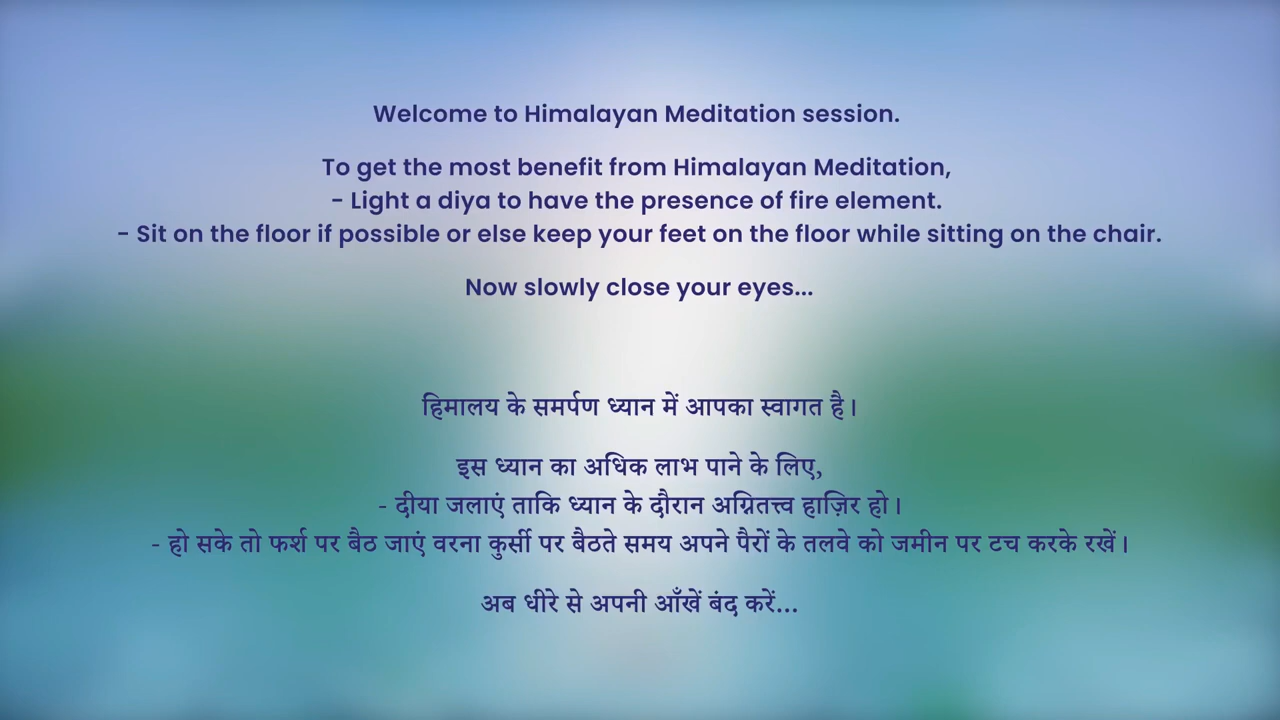 Welcome to Himalayan Meditation session.
To get the most benefit from Himalayan Meditation,
- Light a diya to have the presence of fire element.
- Sit on the floor if possible or else keep your feet on the floor while sitting on the chair.
Now slowly close your eyes...
हिमालय के समर्पण ध्यान में आपका स्वागत है।
इस ध्यान का अधिक लाभ पाने के लिए,
- दीया जलाएं ताकि ध्यान के दौरान अग्नितत्त्व हाज़िर हो।
- हो सके तो फर्श पर बैठ जाएं वरना कुर्सी पर बैठते समय अपने पैरों के तलवे को जमीन पर टच करके रखें।
अब धीरे से अपनी आँखें बंद करें...